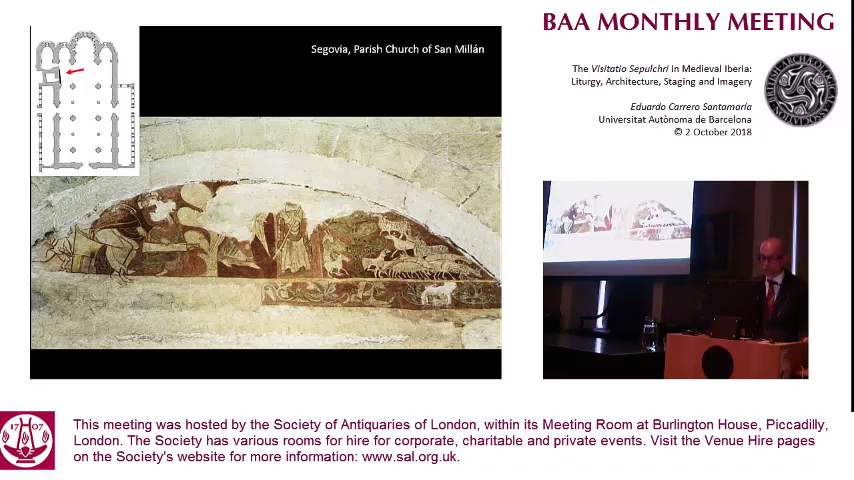 Segovia, Parish Church of San Millán
BAA MONTHLY MEETING
The Visitatio Sepulchri in Medieval Iberia:
Liturgy, Architecture, Staging and Imagery
Eduardo Carrero Santamaría
Universitat Autònoma de Barcelona
© 2 October 2018
17 07
This meeting was hosted by the Society of Antiquaries of London, within its Meeting Room at Burlington House, Piccadilly,
London. The Society has various rooms for hire for corporate, charitable and private events. Visit the Venue Hire pages
on the Society's website for more information: www.sal.org.uk.